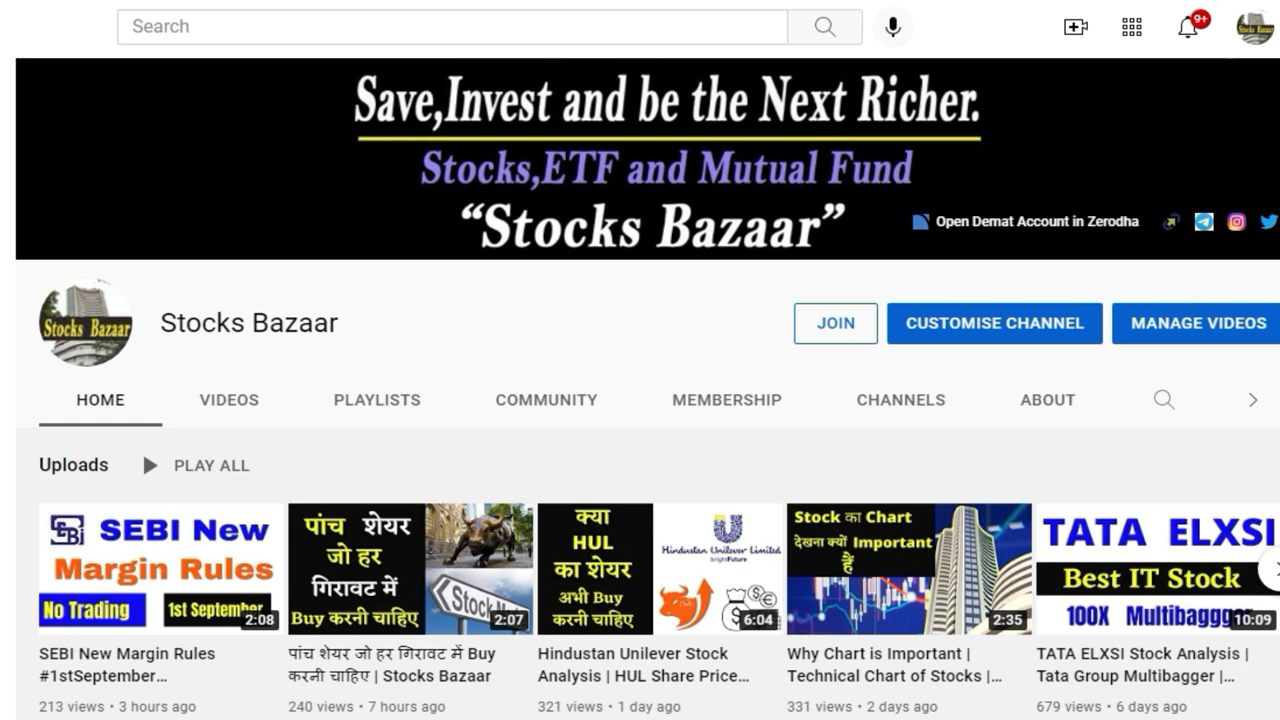 Search
9+
Save,Invest and be the Next Richer.
Stocks,ETF and Mutual Fund
“Stocks Bazaar”
Open Demat Account in Zerodha
Stocks Bazaar
Stocks Bazaar
JOIN
CUSTOMISE CHANNEL
MANAGE VIDEOS
HOME
VIDEOS
PLAYLISTS
COMMUNITY
MEMBERSHIP
CHANNELS
ABOUT
Uploads
PLAY ALL
SEBI New
Margin Rules
No Trading
1st September
2:08
SEBI New Margin Rules
#1stSeptember...
213 views • 3 hours ago
पांच शेयर
जो हर
गिरावट में
Buy करनी चाहिए
2:07
पांच शेयर जो हर गिरावट में Buy
करनी चाहिए | Stocks Bazaar
240 views • 7 hours ago
क्या
HUL
का शेयर
अभी Buy
करनी चाहिए
Hindustan Unilever Limited
6:04
Hindustan Unilever Stock
Analysis | HUL Share Price...
321 views • 1 day ago
Stock का Chart
देखना क्यों Important
हैं
2:35
Why Chart is Important |
Technical Chart of Stocks |...
331 views • 2 days ago
TATA ELXSI
Best IT Stock
100X Multibaggg
10:09
TATA ELXSI Stock Analysis |
Tata Group Multibagger |...
679 views • 6 days ago